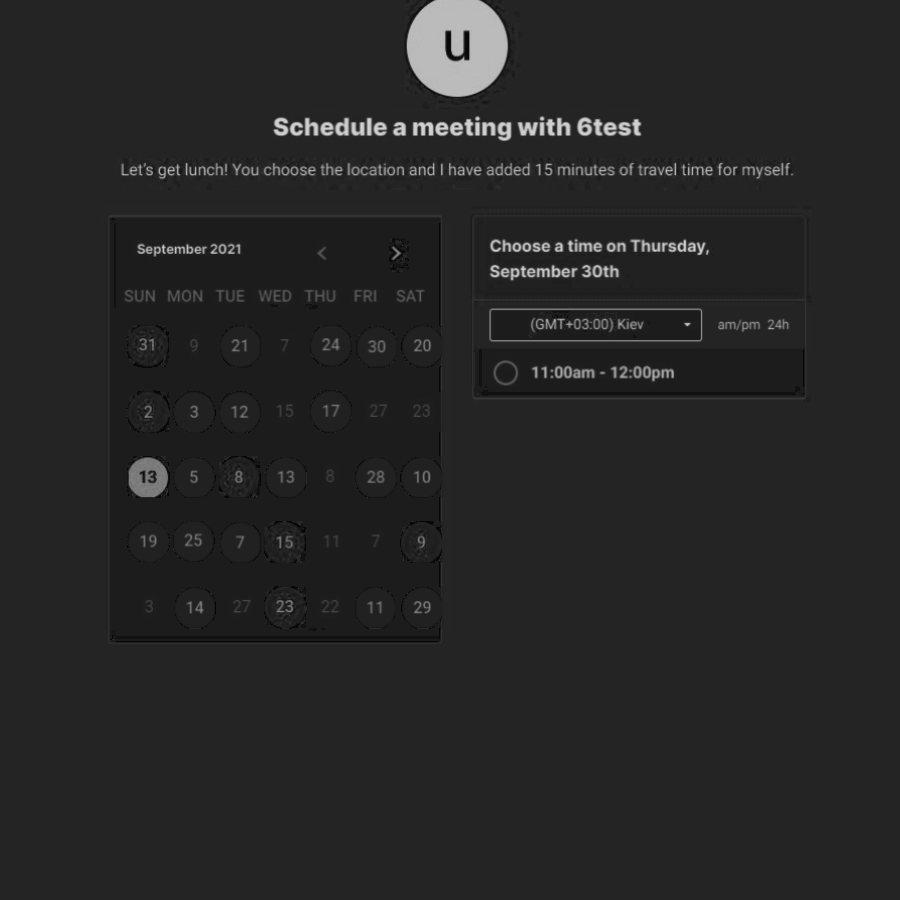 u
Schedule a meeting with 6test
Let's get lunch! You choose the location and I have added 15 minutes of travel time for myself.
September 2021
SUN MON TUE WED THU FRI SAT
31 9 21 7 24 30 20
2 3 12 15 17 27 23
13 5 8 13 8 28 10
19 25 7 15 11 7 9
3 14 27 23 22 11 29
Choose a time on Thursday,
September 30th
(GMT+03:00) Kiev am/pm 24h
11:00am - 12:00pm